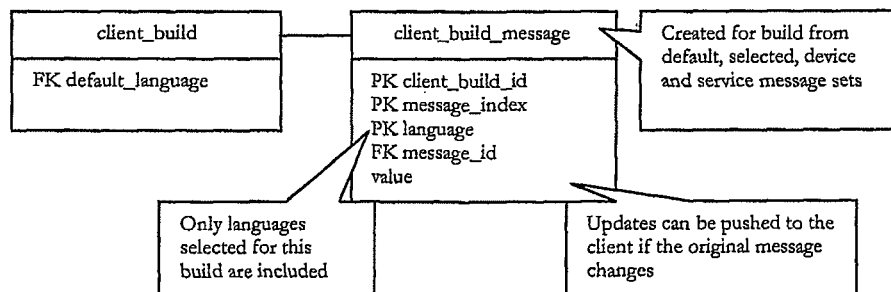 client_build
FK default_language
client_build_message
PK client_build_id
PK message_index
PK language
FK message_id
value
Created for build from
default, selected, device
and service message sets
Only languages
selected for this
build are included
Updates can be pushed to the
client if the original message
changes